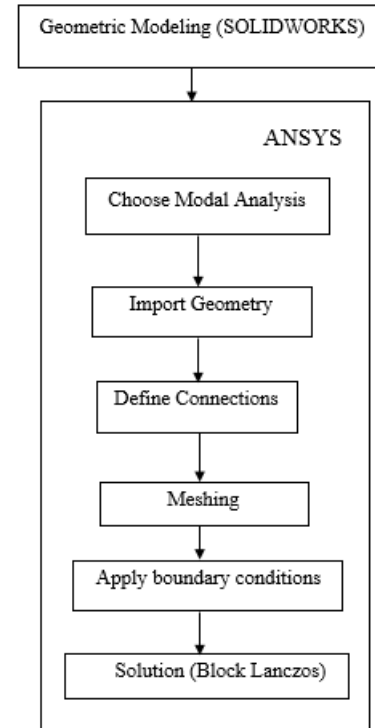 Geometric Modeling (SOLIDWORKS)
ANSYS
Choose Modal Analysis
Import Geometry
Define Connections
Meshing
Apply boundary conditions
Solution (Block Lanczos)